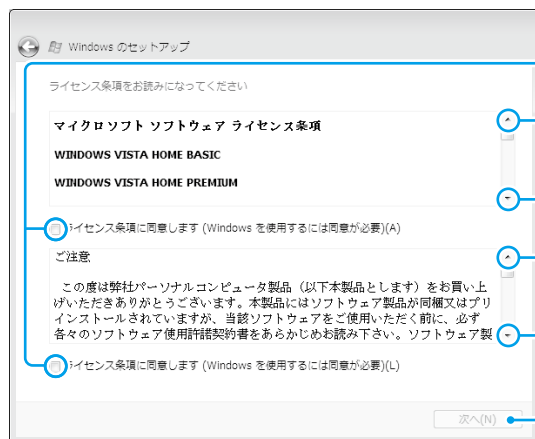 Windows のセットアップ
ライセンス条項をお読みになってください
マイクロソフト ソフトウェア ライセンス条項
WINDOWS VISTA HOME BASIC
WINDOWS VISTA HOME PREMIUM
ライセンス条項に同意します (Windows を使用するには同意が必要)(A)
ご注意
この度は弊社パーソナルコンピュータ製品（以下本製品とします）をお買い上
げいただきありがとうございます。本製品にはソフトウェア製品が同梱又はプリ
インストールされていますが、当該ソフトウェアをご使用いただく前に、必ず
各々のソフトウェア使用許諾契約書をあらかじめお読み下さい。ソフトウェア製
ライセンス条項に同意します (Windows を使用するには同意が必要)(L)
次へ(N)